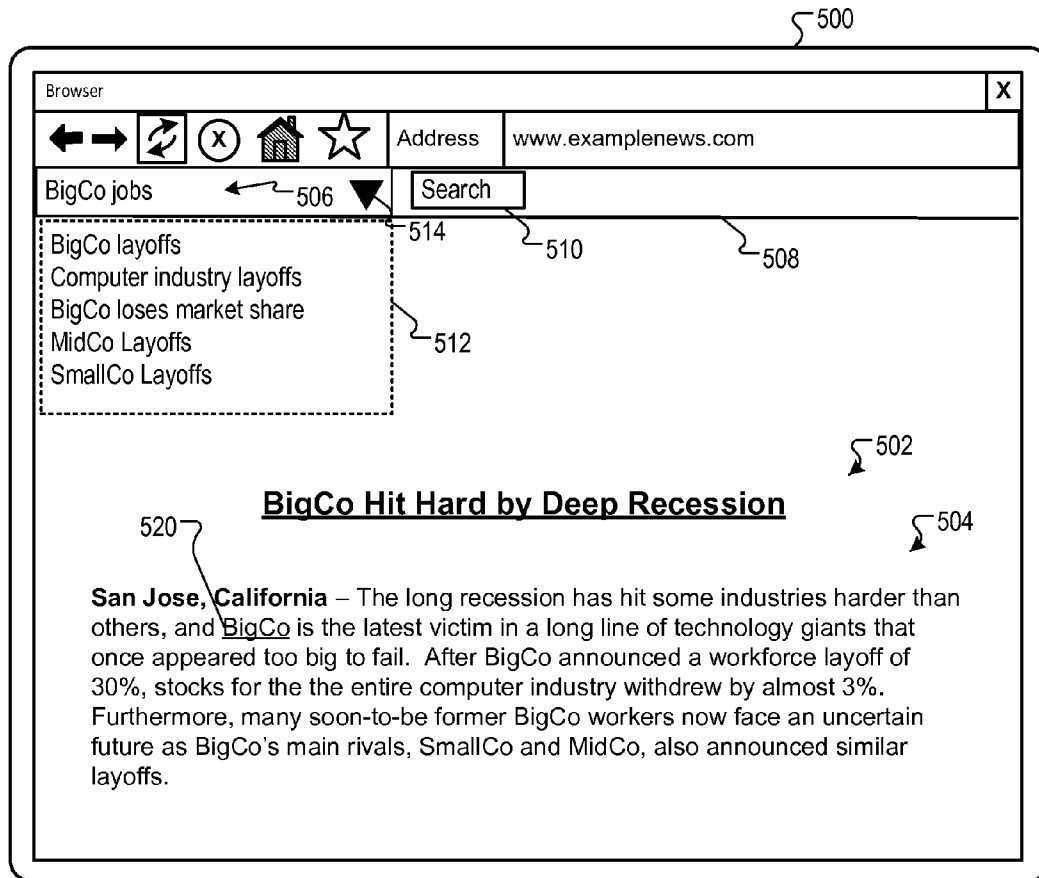 500
Browser X
X Address www.examplenews.com
BigCo jobs 506 Search
514 510 508
BigCo layoffs
Computer industry layoffs
BigCo loses market share
MidCo Layoffs 512
SmallCo Layoffs
502
BigCo Hit Hard by Deep Recession
520 504
San Jose, California – The long recession has hit some industries harder than
others, and BigCo is the latest victim in a long line of technology giants that
once appeared too big to fail. After BigCo announced a workforce layoff of
30%, stocks for the the entire computer industry withdrew by almost 3%.
Furthermore, many soon-to-be former BigCo workers now face an uncertain
future as BigCo's main rivals, SmallCo and MidCo, also announced similar
layoffs.